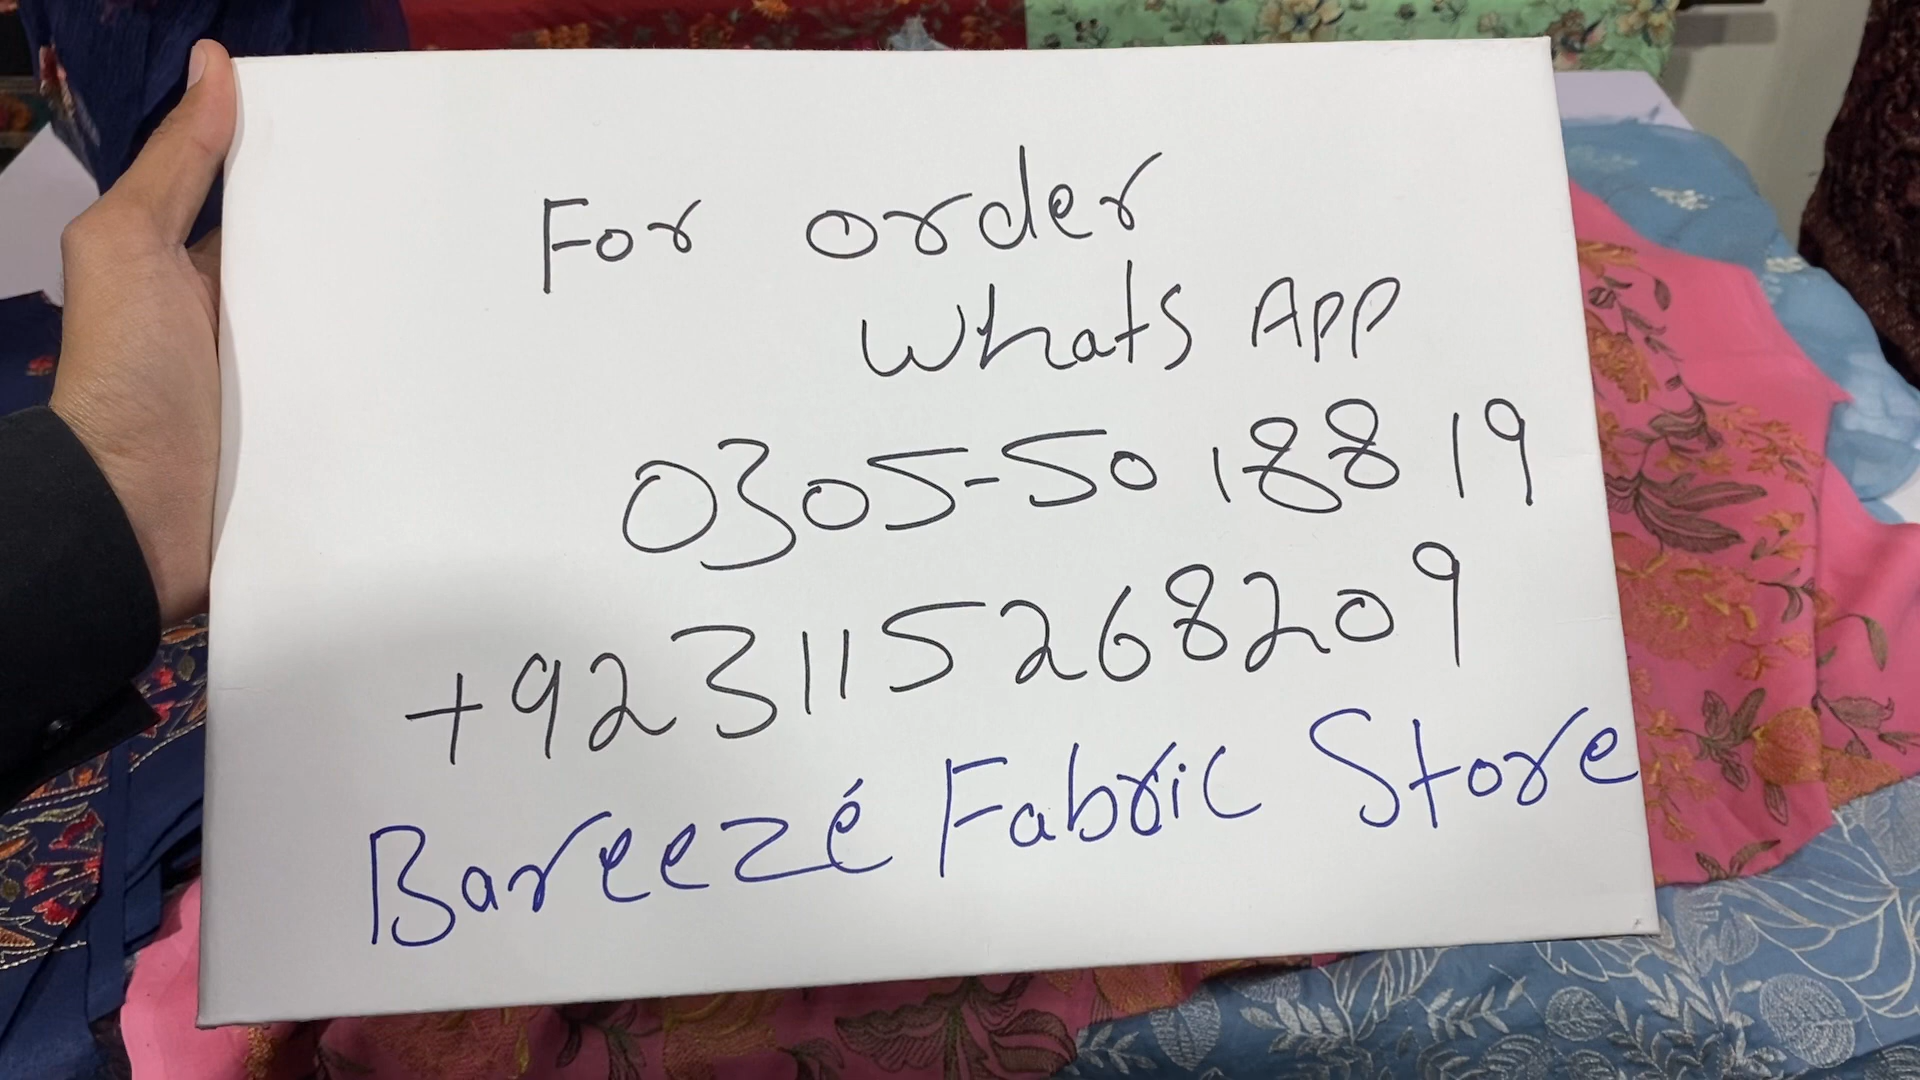 For order
Whats App
0305-5018819
+923115268209
Bareezé Fabric Store